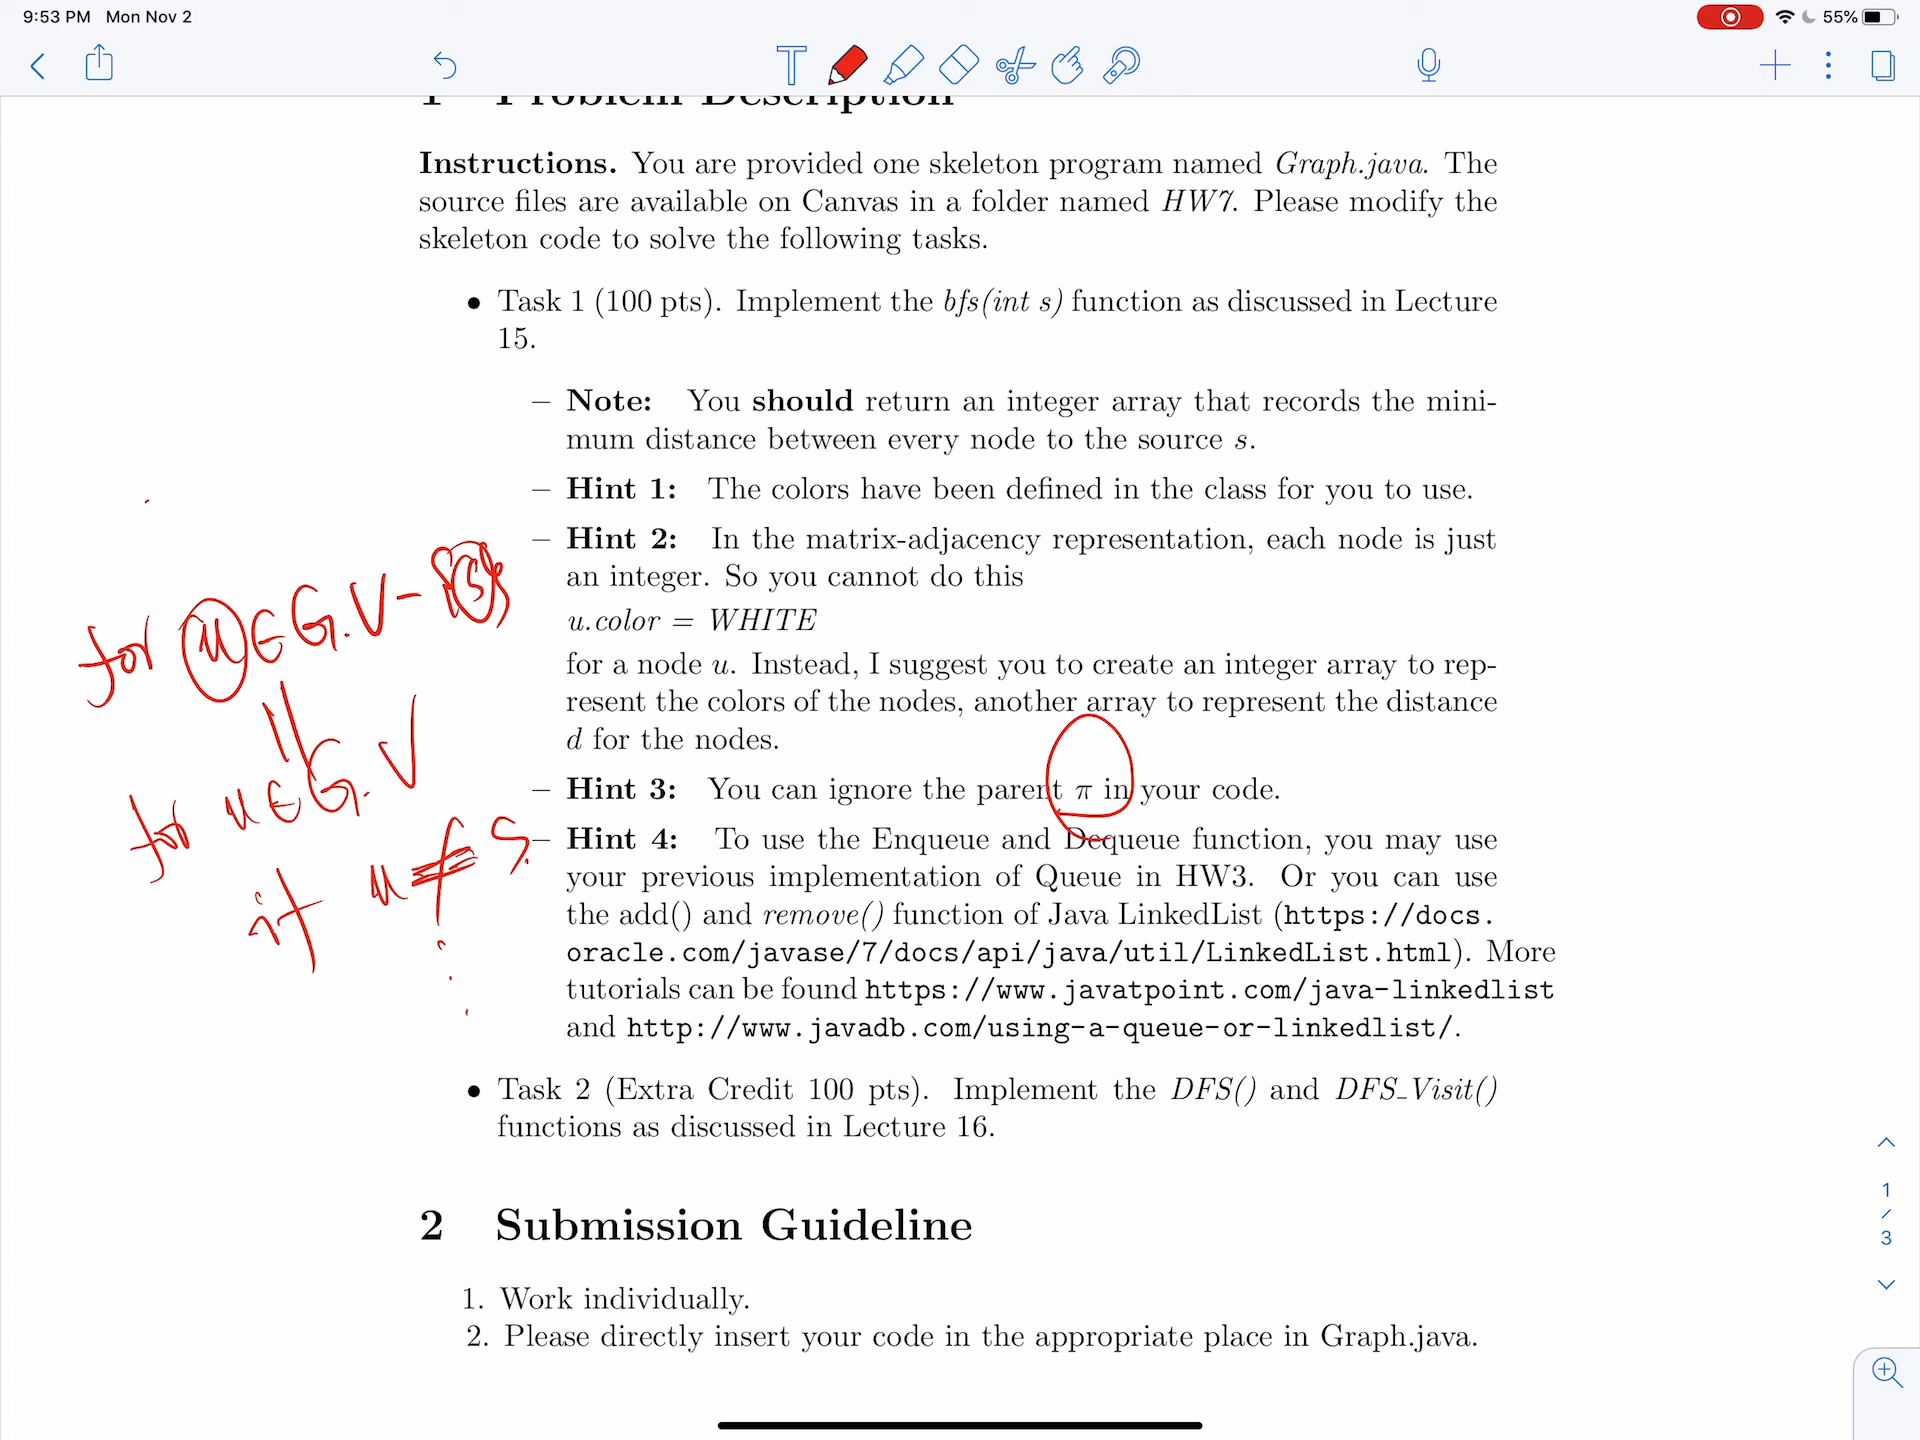 9:53 PM Mon Nov 2
55%
1 Problem Description
Instructions. You are provided one skeleton program named Graph.java. The
source files are available on Canvas in a folder named HW7. Please modify the
skeleton code to solve the following tasks.
• Task 1 (100 pts). Implement the bfs(int s) function as discussed in Lecture
15.
– Note: You should return an integer array that records the mini-
mum distance between every node to the source s.
– Hint 1: The colors have been defined in the class for you to use.
– Hint 2: In the matrix-adjacency representation, each node is just
an integer. So you cannot do this
u.color = WHITE
for a node u. Instead, I suggest you to create an integer array to rep-
resent the colors of the nodes, another array to represent the distance
d for the nodes.
– Hint 3: You can ignore the parent π in your code.
– Hint 4: To use the Enqueue and Dequeue function, you may use
your previous implementation of Queue in HW3. Or you can use
the add() and remove() function of Java LinkedList (https://docs.
oracle.com/javase/7/docs/api/java/util/LinkedList.html). More
tutorials can be found https://www.javatpoint.com/java-linkedlist
and http://www.javadb.com/using-a-queue-or-linkedlist/.
• Task 2 (Extra Credit 100 pts). Implement the DFS() and DFS_Visit()
functions as discussed in Lecture 16.
2 Submission Guideline
1. Work individually.
2. Please directly insert your code in the appropriate place in Graph.java.
for u ∈ G.V - {s}
for u ∈ G.V
if u ≠ s
1
/
3